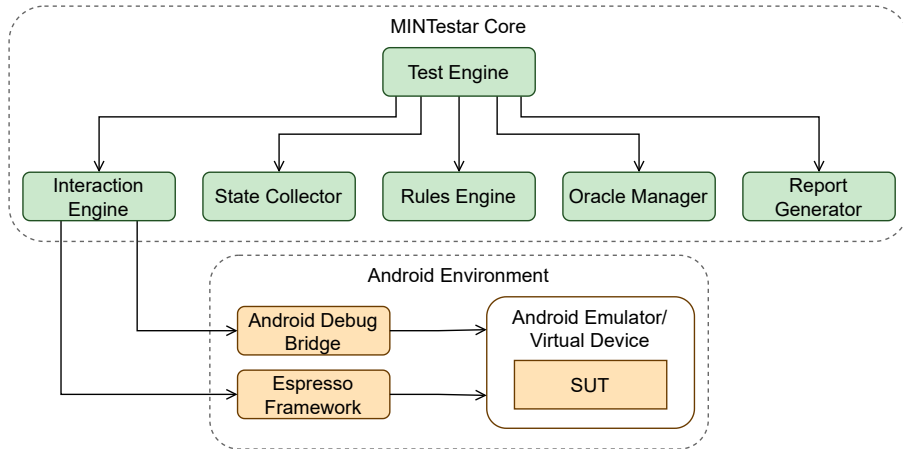 MINTestar Core
Test Engine
Interaction
Engine
State Collector
Rules Engine
Oracle Manager
Report
Generator
Android Environment
Android Debug
Bridge
Android Emulator/
Virtual Device
Espresso
Framework
SUT